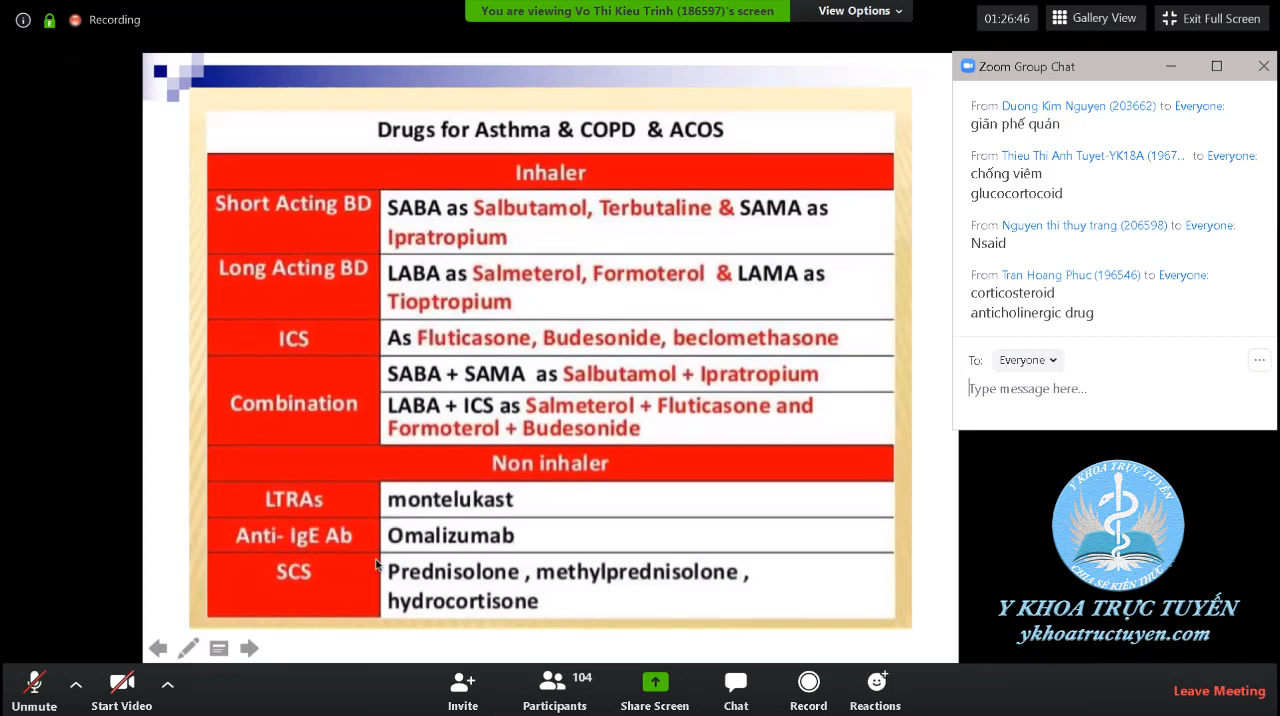 Recording
You are viewing Vo Thi Kieu Trinh (186597)'s screen
View Options
01:26:46
Gallery View
Exit Full Screen
Drugs for Asthma & COPD & ACOS
Inhaler
Short Acting BD
SABA as Salbutamol, Terbutaline & SAMA as
Ipratropium
Long Acting BD
LABA as Salmeterol, Formoterol & LAMA as
Tioptropium
ICS
As Fluticasone, Budesonide, beclomethasone
Combination
SABA + SAMA as Salbutamol + Ipratropium
LABA + ICS as Salmeterol + Fluticasone and
Formoterol + Budesonide
Non inhaler
LTRAs
montelukast
Anti- IgE Ab
Omalizumab
SCS
Prednisolone , methylprednisolone ,
hydrocortisone
Zoom Group Chat
From Duong Kim Nguyen (203662) to Everyone:
giãn phế quản
From Thieu Thi Anh Tuyet-YK18A (1967... to Everyone:
chống viêm
glucocortocoid
From Nguyen thi thuy trang (206598) to Everyone:
Nsaid
From Tran Hoang Phuc (196546) to Everyone:
corticosteroid
anticholinergic drug
To: Everyone
Type message here...
Y KHOA TRỰC TUYẾN
CHIA SẺ KIẾN THỨC
Y KHOA TRỰC TUYẾN
ykhoatructuyen.com
Unmute
Start Video
Invite
Participants 104
Share Screen
Chat
Record
Reactions
Leave Meeting